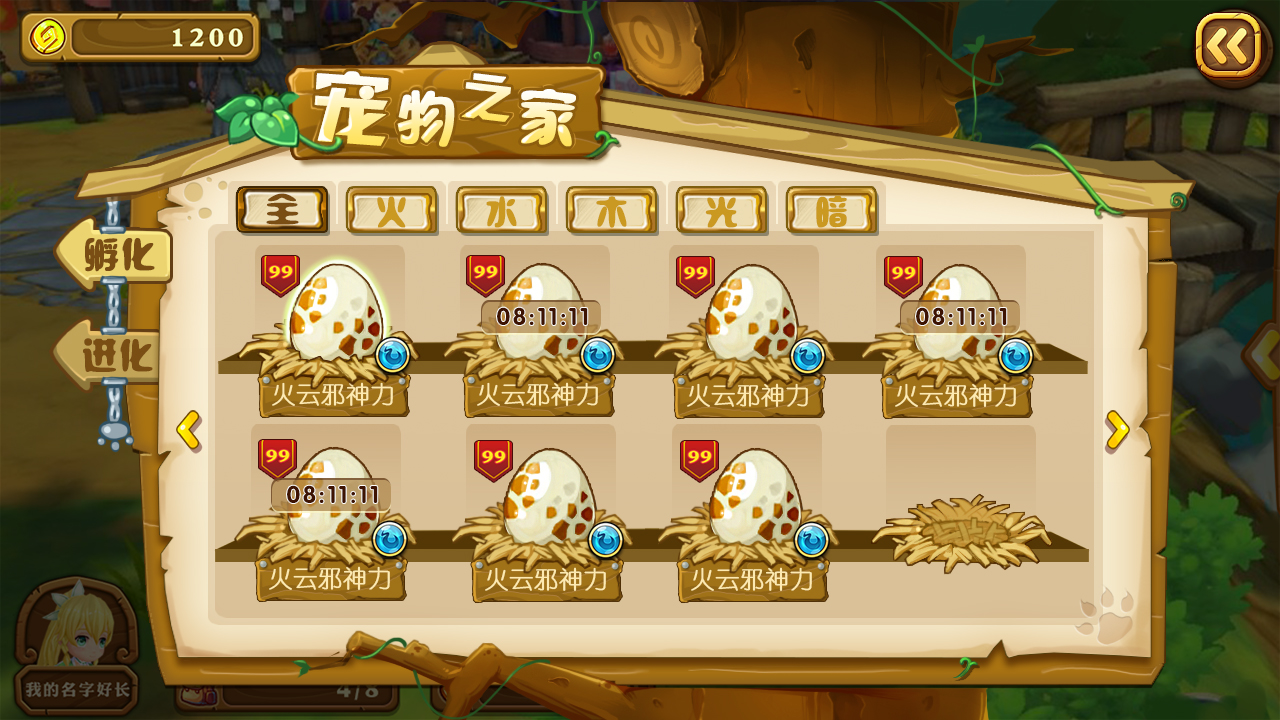 1200
宠物之家
全 火 水 木 光 暗
孵化
进化
99 99 99 99
08:11:11 08:11:11
火云邪神力 火云邪神力 火云邪神力 火云邪神力
99 99 99
08:11:11
火云邪神力 火云邪神力 火云邪神力
我的名字好长
4/8